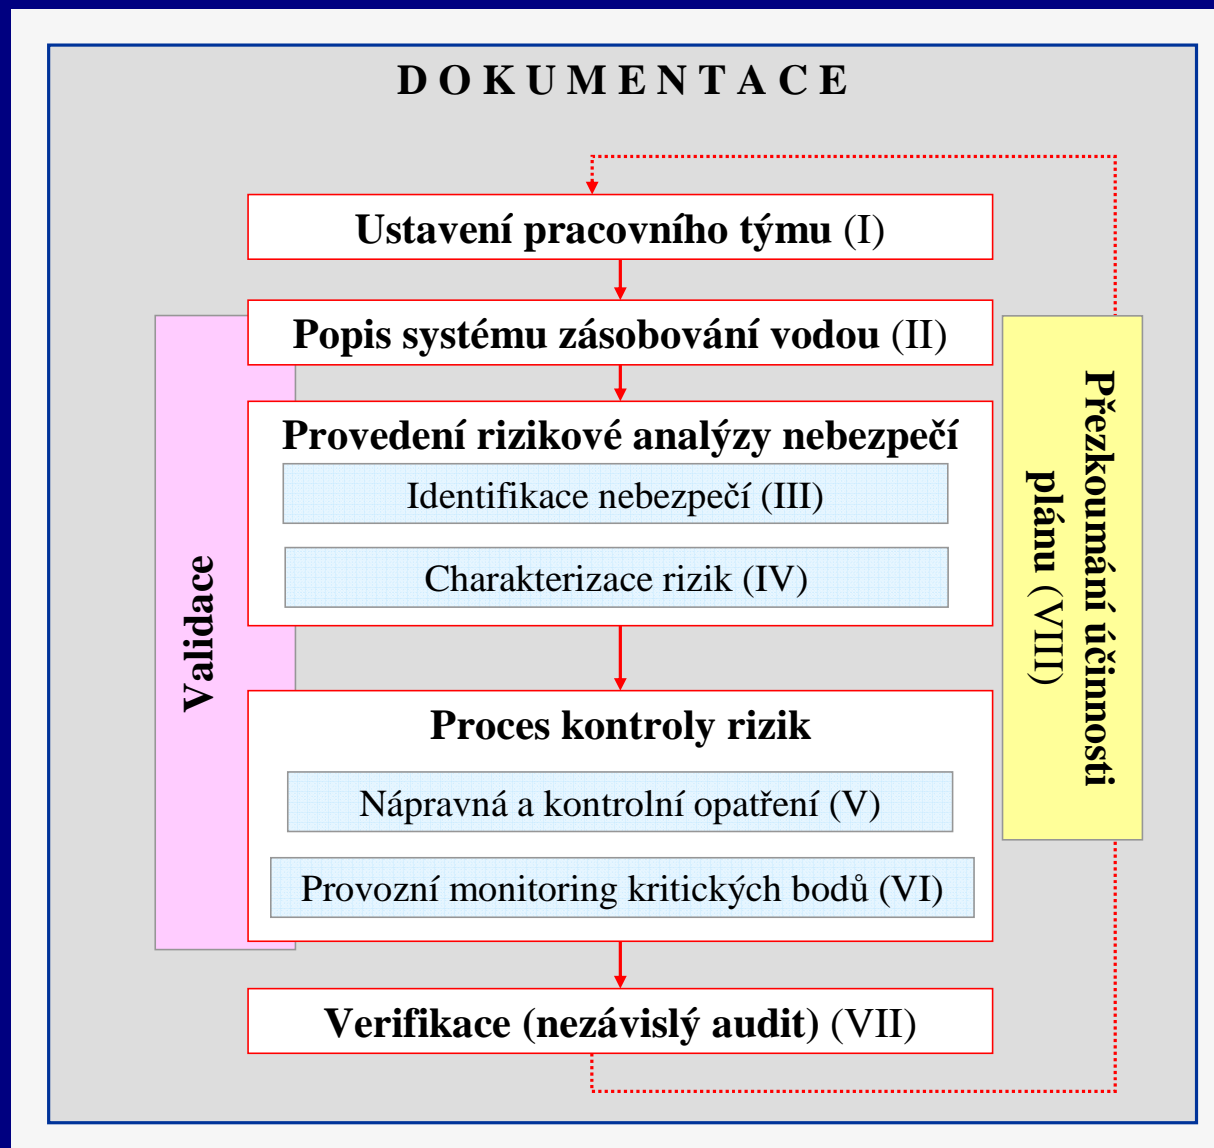 D O K U M E N T A C E
Ustavení pracovního týmu (I)
Popis systému zásobování vodou (II)
Provedení rizikové analýzy nebezpečí
Identifikace nebezpečí (III)
Charakterizace rizik (IV)
Proces kontroly rizik
Nápravná a kontrolní opatření (V)
Provozní monitoring kritických bodů (VI)
Verifikace (nezávislý audit) (VII)
Validace
Přezkoumání účinnosti
plánu (VIII)